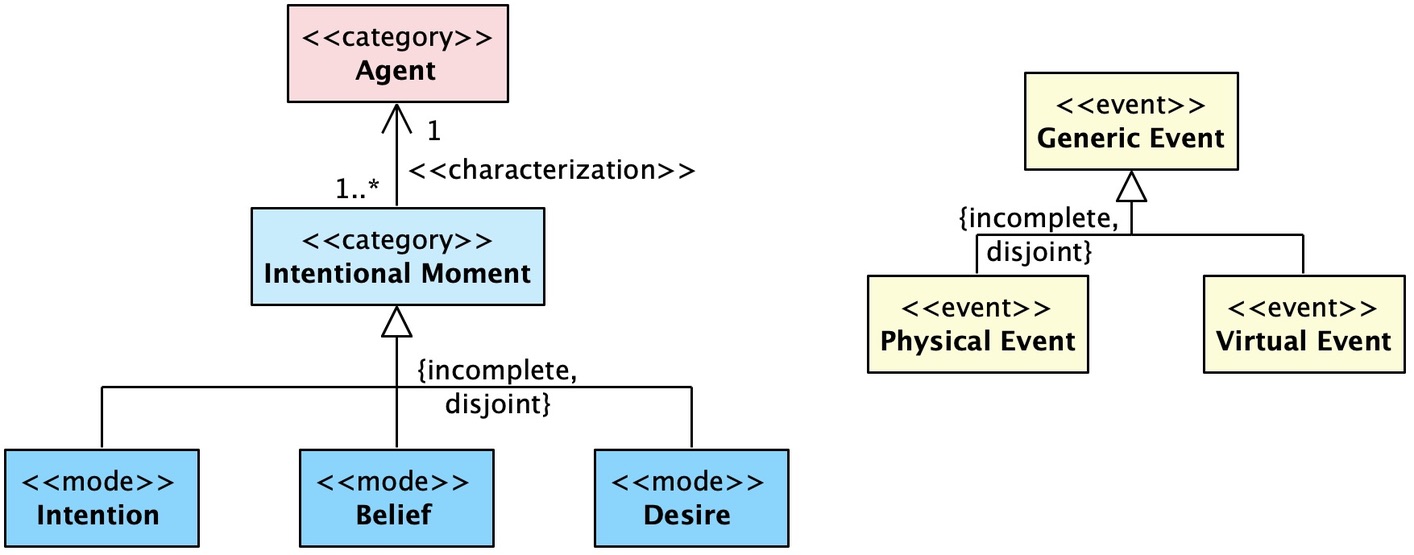 <<category>>
Agent
1
<<characterization>>
1..*
<<category>>
Intentional Moment
{incomplete,
disjoint}
<<mode>>
Intention
<<mode>>
Belief
<<mode>>
Desire
<<event>>
Generic Event
{incomplete,
disjoint}
<<event>>
Physical Event
<<event>>
Virtual Event